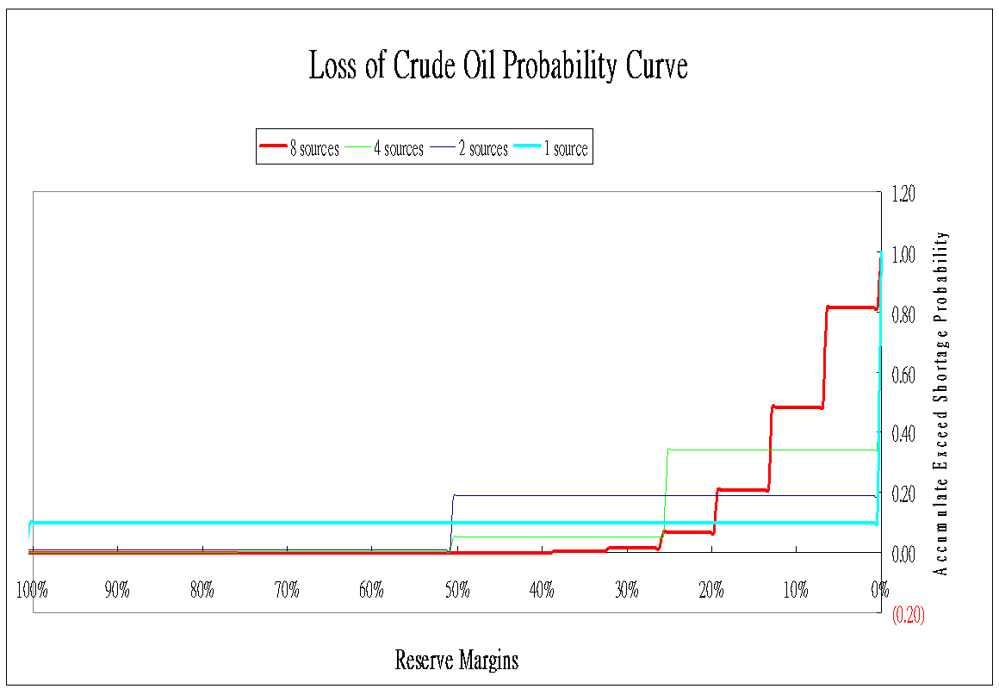 Loss of Crude Oil Probability Curve
8 sources 4 sources 2 sources 1 source
1.20
1.00
0.80
0.60
0.40
0.20
0.00
(0.20)
Accumulate Exceed Shortage Probability
100% 90% 80% 70% 60% 50% 40% 30% 20% 10% 0%
Reserve Margins